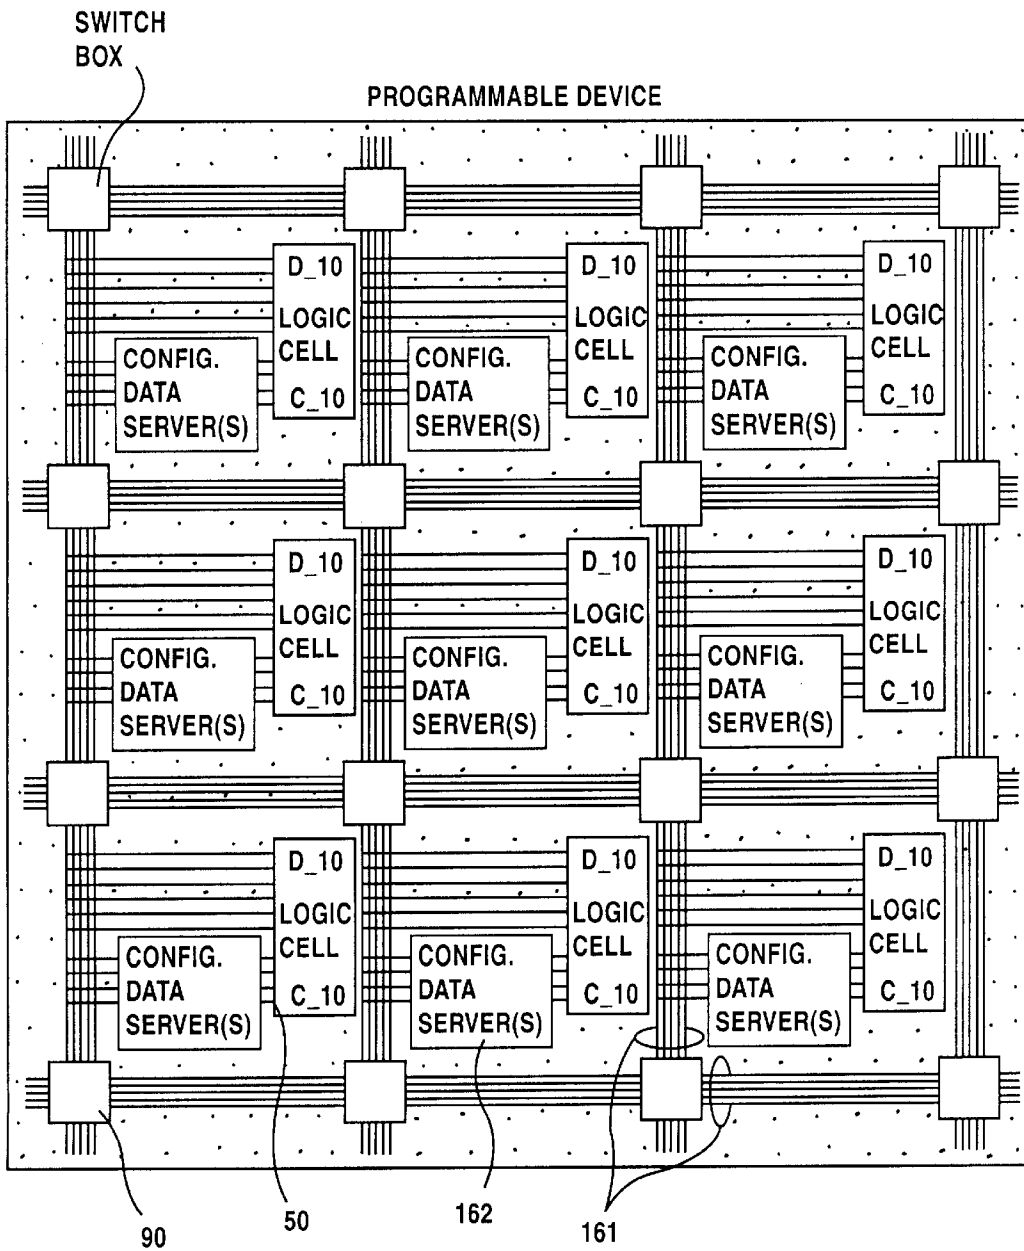 SWITCH
BOX
PROGRAMMABLE DEVICE
D_10
LOGIC
CELL
C_10
CONFIG.
DATA
SERVER(S)
D_10
LOGIC
CELL
C_10
CONFIG.
DATA
SERVER(S)
D_10
LOGIC
CELL
C_10
CONFIG.
DATA
SERVER(S)
D_10
LOGIC
CELL
C_10
CONFIG.
DATA
SERVER(S)
D_10
LOGIC
CELL
C_10
CONFIG.
DATA
SERVER(S)
D_10
LOGIC
CELL
C_10
CONFIG.
DATA
SERVER(S)
D_10
LOGIC
CELL
C_10
CONFIG.
DATA
SERVER(S)
D_10
LOGIC
CELL
C_10
CONFIG.
DATA
SERVER(S)
D_10
LOGIC
CELL
C_10
CONFIG.
DATA
SERVER(S)
90
50
162
161